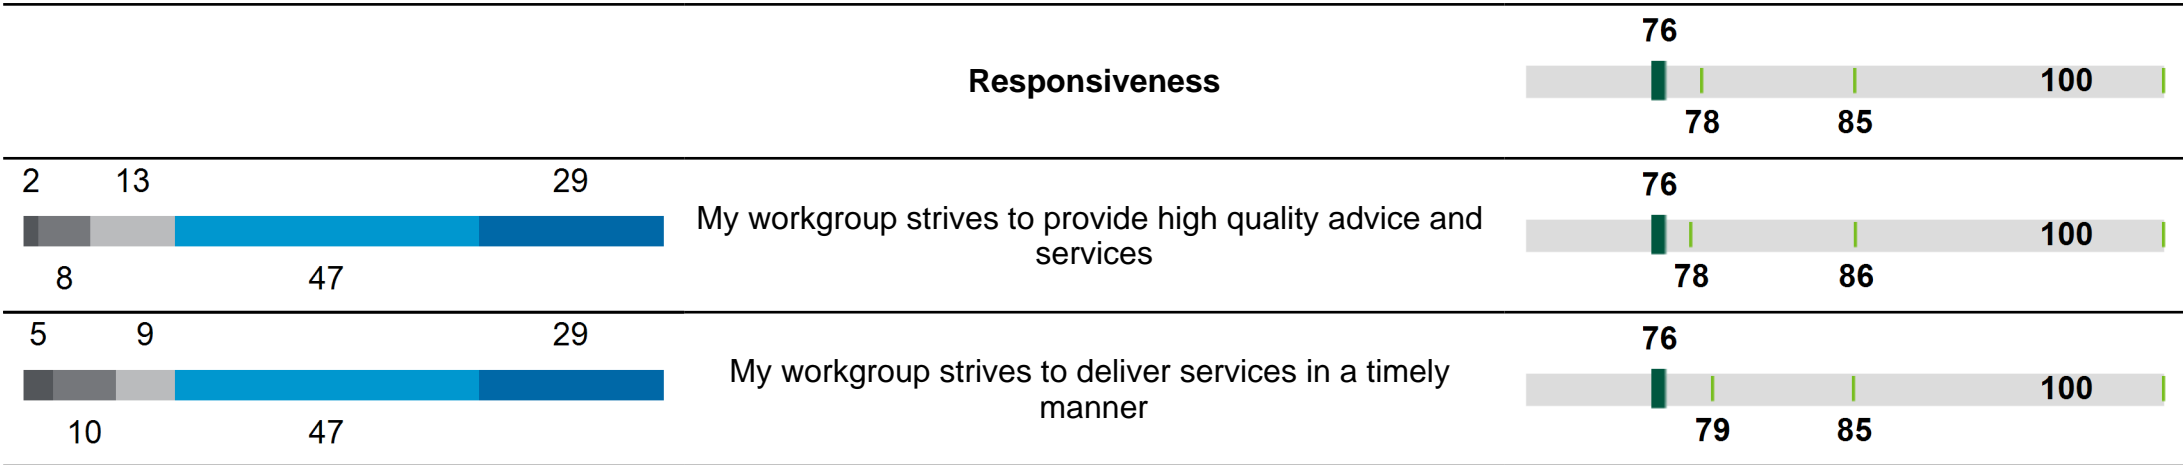 76
Responsiveness
100
78 85
2 13 29
8 47
My workgroup strives to provide high quality advice and
services
76
100
78 86
5 9 29
10 47
My workgroup strives to deliver services in a timely
manner
76
100
79 85